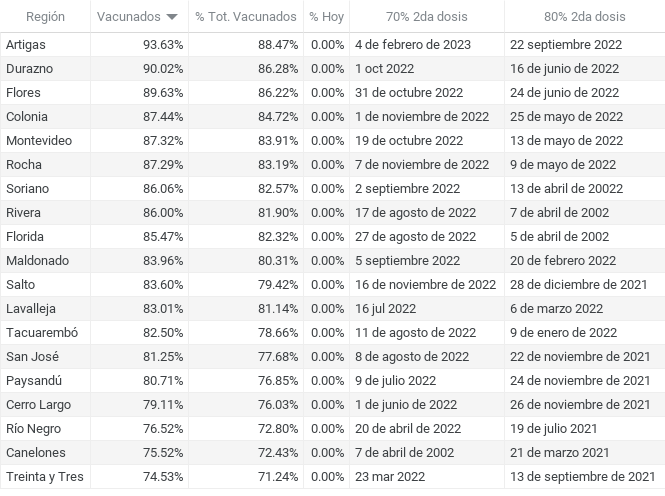 Región Vacunados % Tot. Vacunados % Hoy 70% 2da dosis 80% 2da dosis
Artigas 93.63% 88.47% 0.00% 4 de febrero de 2023 22 septiembre 2022
Durazno 90.02% 86.28% 0.00% 1 oct 2022 16 de junio de 2022
Flores 89.63% 86.22% 0.00% 31 de octubre de 2022 24 de junio de 2022
Colonia 87.44% 84.72% 0.00% 1 de noviembre de 2022 25 de mayo de 2022
Montevideo 87.32% 83.91% 0.00% 19 de octubre de 2022 13 de mayo de 2022
Rocha 87.29% 83.19% 0.00% 7 de noviembre de 2022 9 de mayo de 2022
Soriano 86.06% 82.57% 0.00% 2 septiembre 2022 13 de abril de 20022
Rivera 86.00% 81.90% 0.00% 17 de agosto de 2022 7 de abril de 2002
Florida 85.47% 82.32% 0.00% 27 de agosto de 2022 5 de abril de 2002
Maldonado 83.96% 80.31% 0.00% 5 septiembre 2022 20 de febrero 2022
Salto 83.60% 79.42% 0.00% 16 de noviembre de 2022 28 de diciembre de 2021
Lavalleja 83.01% 81.14% 0.00% 16 jul 2022 6 de marzo 2022
Tacuarembó 82.50% 78.66% 0.00% 11 de agosto de 2022 9 de enero de 2022
San José 81.25% 77.68% 0.00% 8 de agosto de 2022 22 de noviembre de 2021
Paysandú 80.71% 76.85% 0.00% 9 de julio 2022 24 de noviembre de 2021
Cerro Largo 79.11% 76.03% 0.00% 1 de junio de 2022 26 de noviembre de 2021
Río Negro 76.52% 72.80% 0.00% 20 de abril de 2022 19 de julio 2021
Canelones 75.52% 72.43% 0.00% 7 de abril de 2002 21 de marzo 2021
Treinta y Tres 74.53% 71.24% 0.00% 23 mar 2022 13 de septiembre de 2021